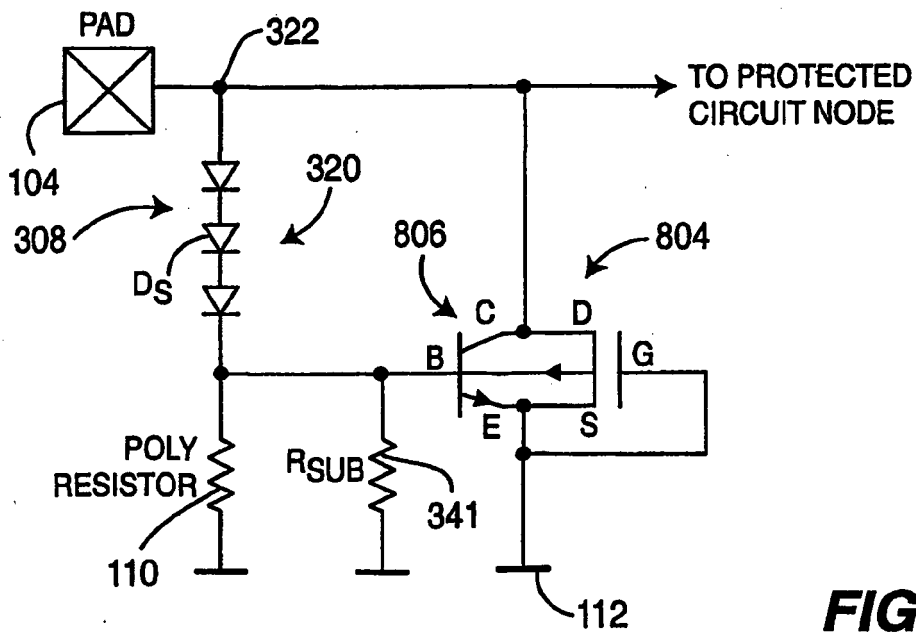 PAD
322
TO PROTECTED
CIRCUIT NODE
104
308
320
DS
806
804
C
D
B
G
E
S
POLY
RESISTOR
RSUB
341
110
112
FIG